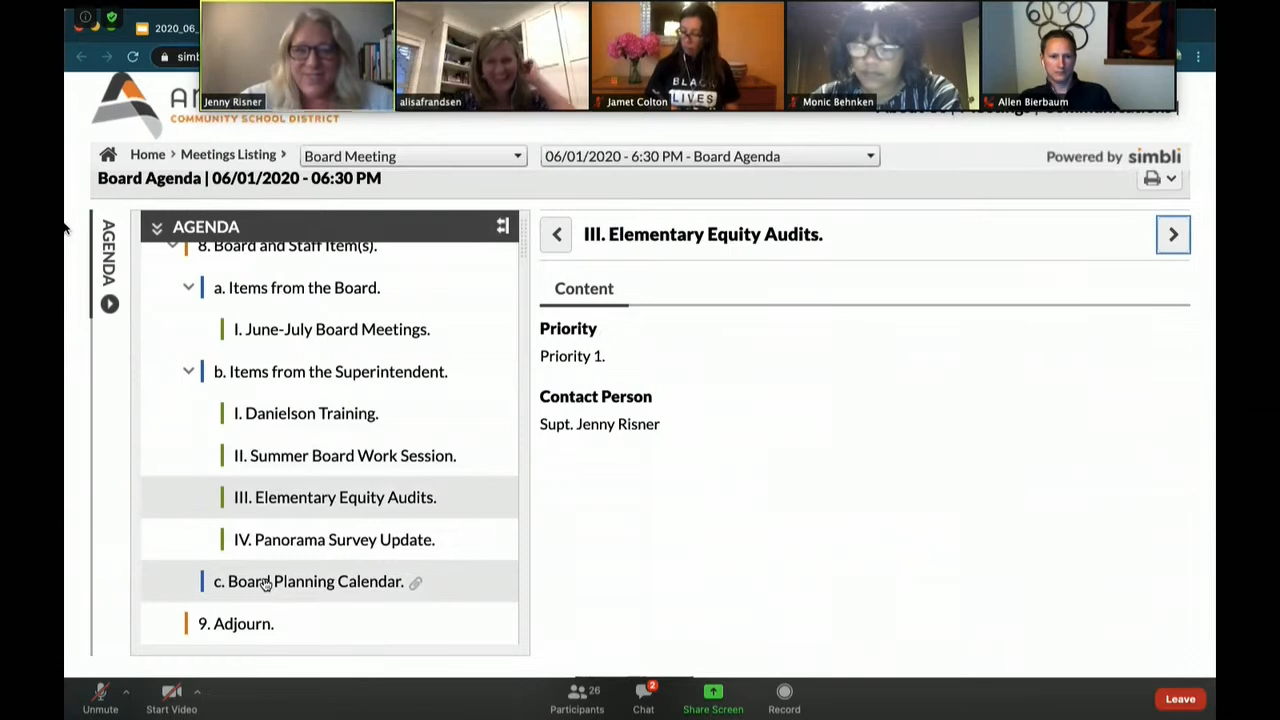 2020_06_
simb
Jenny Risner
alisafrandsen
BLACK
LIVES
Jamet Colton
Monic Behnken
Allen Bierbaum
COMMUNITY SCHOOL DISTRICT
Home > Meetings Listing >
Board Meeting
06/01/2020 - 6:30 PM - Board Agenda
Powered by simbli
Board Agenda | 06/01/2020 - 06:30 PM
AGENDA
AGENDA
8. Board and Staff Item(s).
a. Items from the Board.
I. June-July Board Meetings.
b. Items from the Superintendent.
I. Danielson Training.
II. Summer Board Work Session.
III. Elementary Equity Audits.
IV. Panorama Survey Update.
c. Board Planning Calendar.
9. Adjourn.
III. Elementary Equity Audits.
Content
Priority
Priority 1.
Contact Person
Supt. Jenny Risner
Unmute
Start Video
26
Participants
2
Chat
Share Screen
Record
Leave